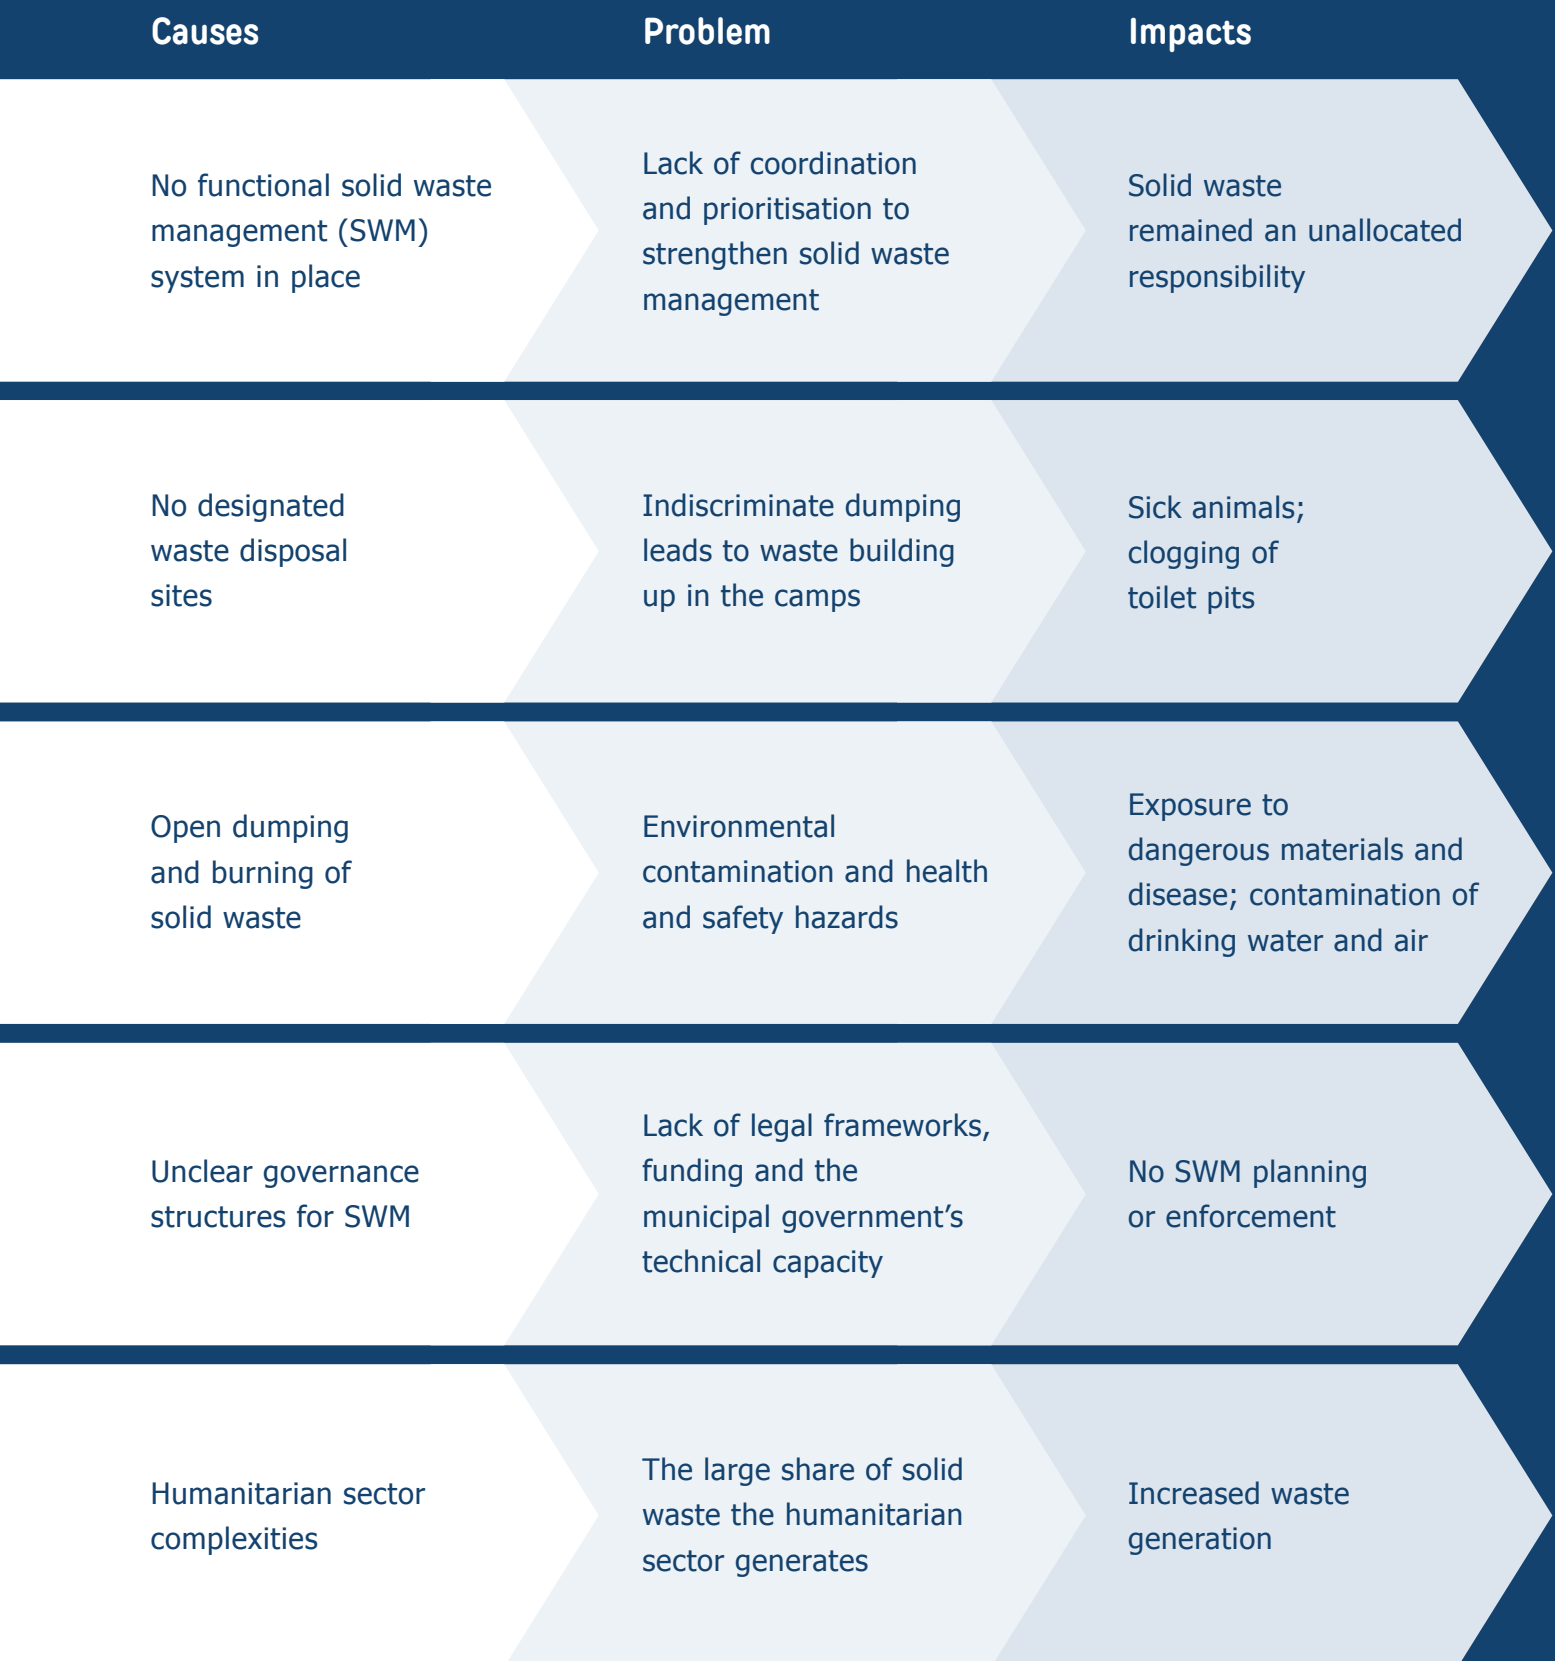 Causes
Problem
Impacts
No functional solid waste
management (SWM)
system in place
Lack of coordination
and prioritisation to
strengthen solid waste
management
Solid waste
remained an unallocated
responsibility
No designated
waste disposal
sites
Indiscriminate dumping
leads to waste building
up in the camps
Sick animals;
clogging of
toilet pits
Open dumping
and burning of
solid waste
Environmental
contamination and health
and safety hazards
Exposure to
dangerous materials and
disease; contamination of
drinking water and air
Unclear governance
structures for SWM
Lack of legal frameworks,
funding and the
municipal government’s
technical capacity
No SWM planning
or enforcement
Humanitarian sector
complexities
The large share of solid
waste the humanitarian
sector generates
Increased waste
generation